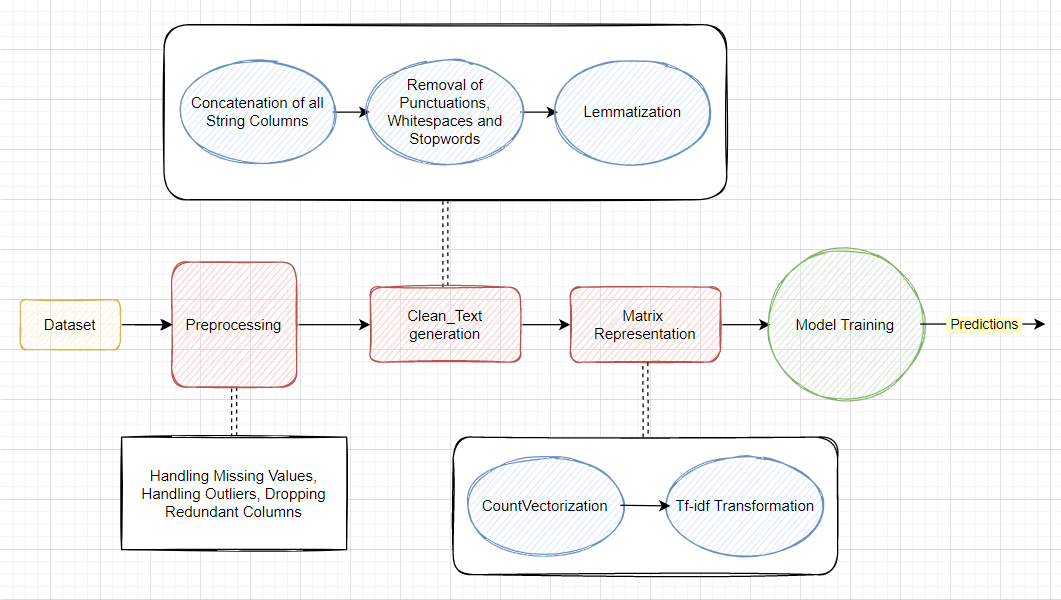 Concatenation of all
String Columns
Removal of
Punctuations,
Whitespaces and
Stopwords
Lemmatization
Dataset
Preprocessing
Clean_Text
generation
Matrix
Representation
Model Training
Predictions
Handling Missing Values,
Handling Outliers, Dropping
Redundant Columns
CountVectorization
Tf-idf Transformation